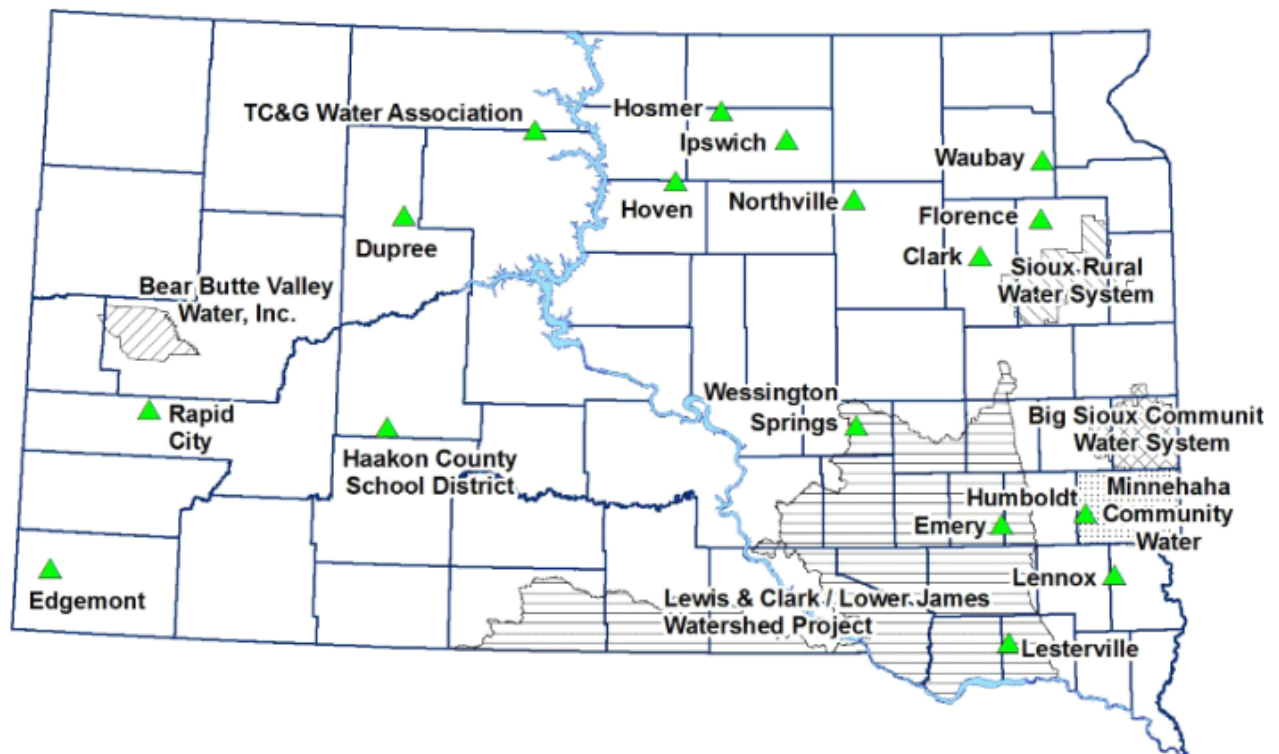 TC&G Water Association
Hosmer
Ipswich
Waubay
Hoven
Northville
Florence
Dupree
Clark
Sioux Rural
Water System
Bear Butte Valley
Water, Inc.
Wessington
Springs
Rapid
City
Big Sioux Communit
Water System
Haakon County
School District
Humboldt
Minnehaha
Community
Water
Emery
Edgemont
Lennox
Lewis & Clark / Lower James
Watershed Project
Lesterville